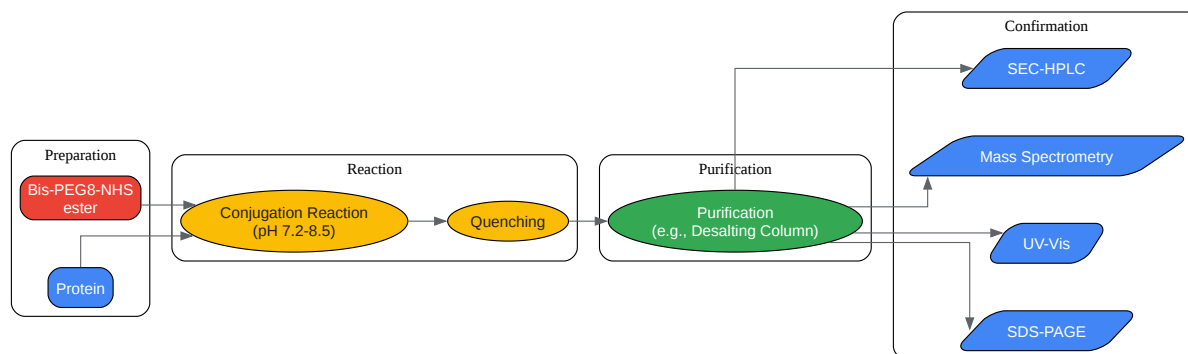 Preparation
Bis-PEG8-NHS
ester
Protein
Reaction
Conjugation Reaction
(pH 7.2-8.5)
Quenching
Purification
Purification
(e.g., Desalting Column)
Confirmation
SEC-HPLC
Mass Spectrometry
UV-Vis
SDS-PAGE